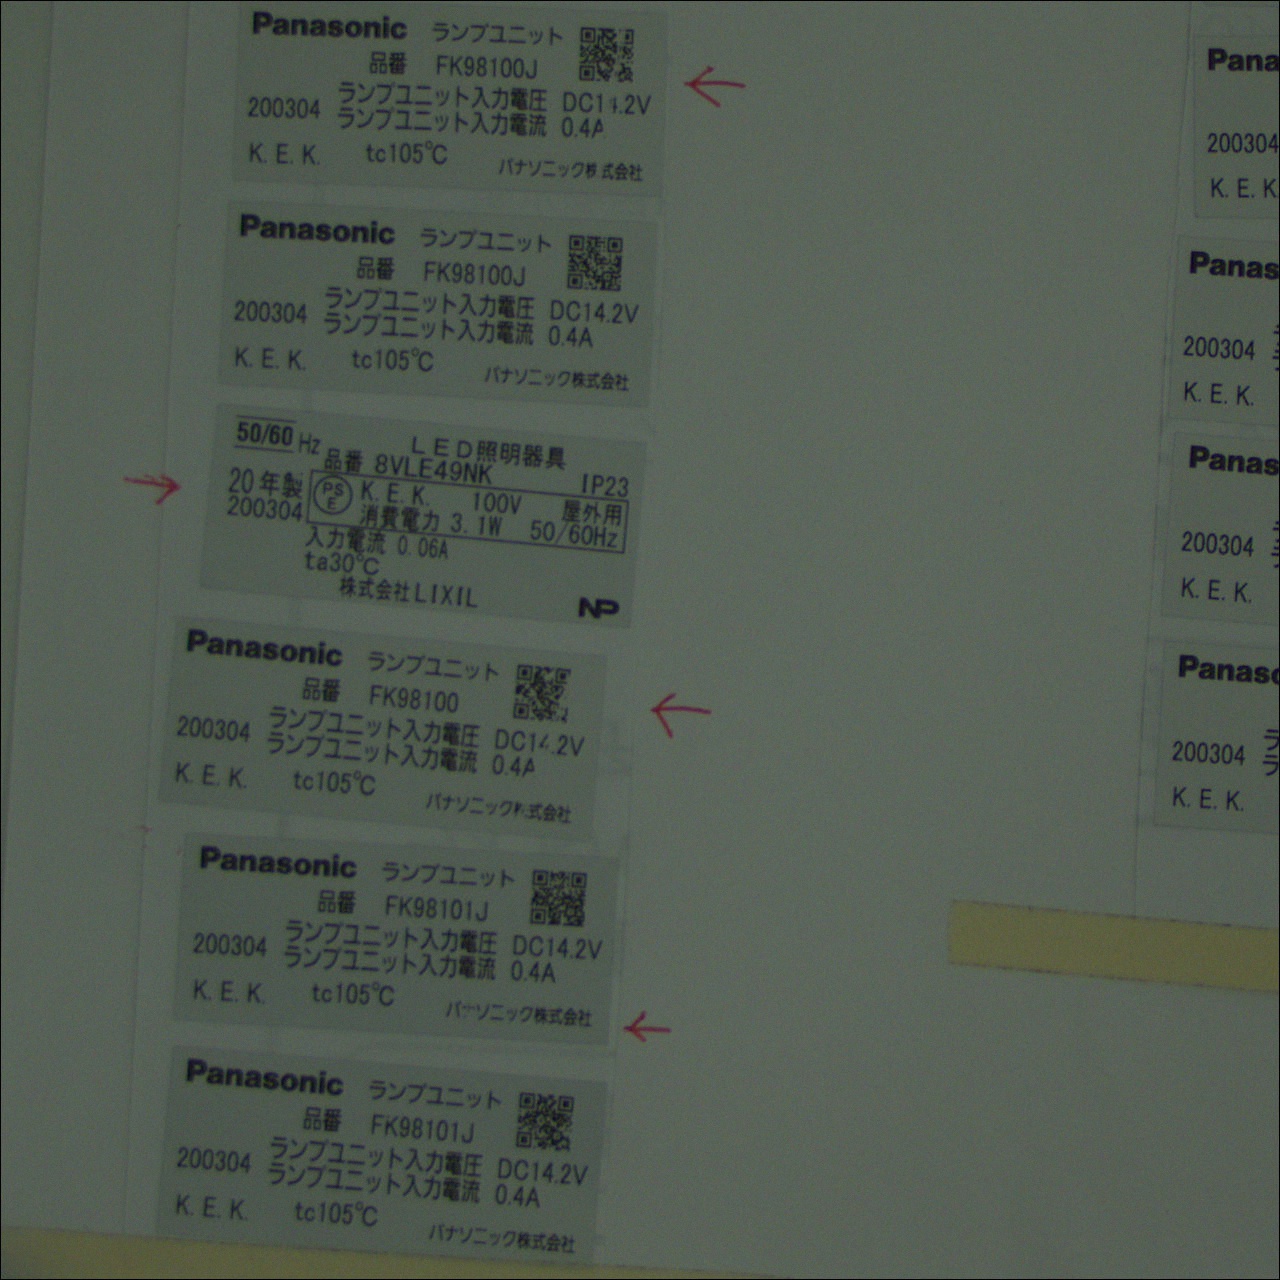 Panasonic ランプユニット
品番 FK98100J
ランプユニット入力電圧 DC14.2V
200304 ランプユニット入力電流 0.4A
K.E.K. tc105℃ パナソニック株式会社
Panasonic ランプユニット
品番 FK98100J
ランプユニット入力電圧 DC14.2V
200304 ランプユニット入力電流 0.4A
K.E.K. tc105℃ パナソニック株式会社
50/60 Hz LED照明器具
品番 8VLE49NK IP23
20年製 PSE K.E.K. 100V 屋外用
200304 消費電力 3.1W 50/60Hz
入力電流 0.06A
ta30℃
株式会社LIXIL NP
Panasonic ランプユニット
品番 FK98100
ランプユニット入力電圧 DC14.2V
200304 ランプユニット入力電流 0.4A
K.E.K. tc105℃ パナソニック株式会社
Panasonic ランプユニット
品番 FK98101J
ランプユニット入力電圧 DC14.2V
200304 ランプユニット入力電流 0.4A
K.E.K. tc105℃ パナソニック株式会社
Panasonic ランプユニット
品番 FK98101J
ランプユニット入力電圧 DC14.2V
200304 ランプユニット入力電流 0.4A
K.E.K. tc105℃ パナソニック株式会社
Pana
200304
K.E.K
Panas
200304
K.E.K.
Panas
200304
K.E.K.
Panaso
200304
K.E.K.